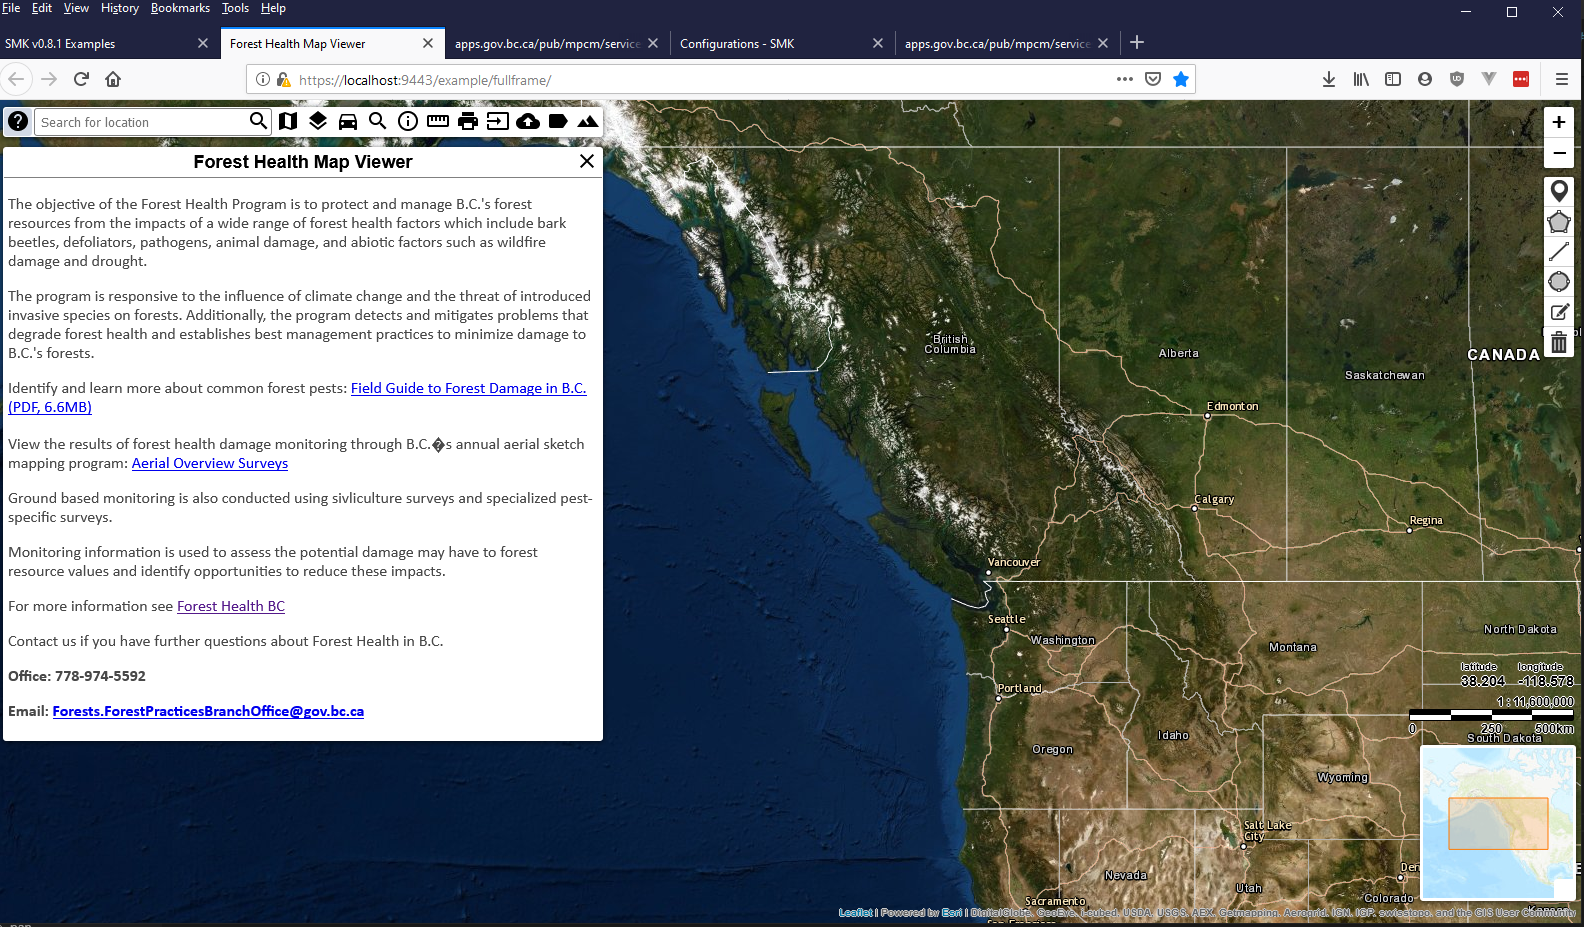 File Edit View History Bookmarks Tools Help
SMK v0.8.1 Examples
Forest Health Map Viewer
apps.gov.bc.ca/pub/mpcm/service
Configurations - SMK
apps.gov.bc.ca/pub/mpcm/service
https://localhost:9443/example/fullframe/
Search for location
Forest Health Map Viewer
The objective of the Forest Health Program is to protect and manage B.C.'s forest
resources from the impacts of a wide range of forest health factors which include bark
beetles, defoliators, pathogens, animal damage, and abiotic factors such as wildfire
damage and drought.
The program is responsive to the influence of climate change and the threat of introduced
invasive species on forests. Additionally, the program detects and mitigates problems that
degrade forest health and establishes best management practices to minimize damage to
B.C.'s forests.
Identify and learn more about common forest pests: Field Guide to Forest Damage in B.C.
(PDF, 6.6MB)
View the results of forest health damage monitoring through B.C.�s annual aerial sketch
mapping program: Aerial Overview Surveys
Ground based monitoring is also conducted using sivliculture surveys and specialized pest-
specific surveys.
Monitoring information is used to assess the potential damage may have to forest
resource values and identify opportunities to reduce these impacts.
For more information see Forest Health BC
Contact us if you have further questions about Forest Health in B.C.
Office: 778-974-5592
Email: Forests.ForestPracticesBranchOffice@gov.bc.ca
British
Columbia
Alberta
CANADA
Saskatchewan
Edmonton
Calgary
Regina
Vancouver
Seattle
Washington
North Dakota
Montana
Portland
latitude longitude
38.204 -118.578
1 : 11,600,000
0 250 500km
South Dakota
Idaho
Oregon
Wyoming
Salt Lake
City
Nevada
Utah
Colorado
Sacramento
Leaflet | Powered by Esri | DigitalGlobe, GeoEye, i-cubed, USDA, USGS, AEX, Getmapping, Aerogrid, IGN, IGP, swisstopo, and the GIS User Community